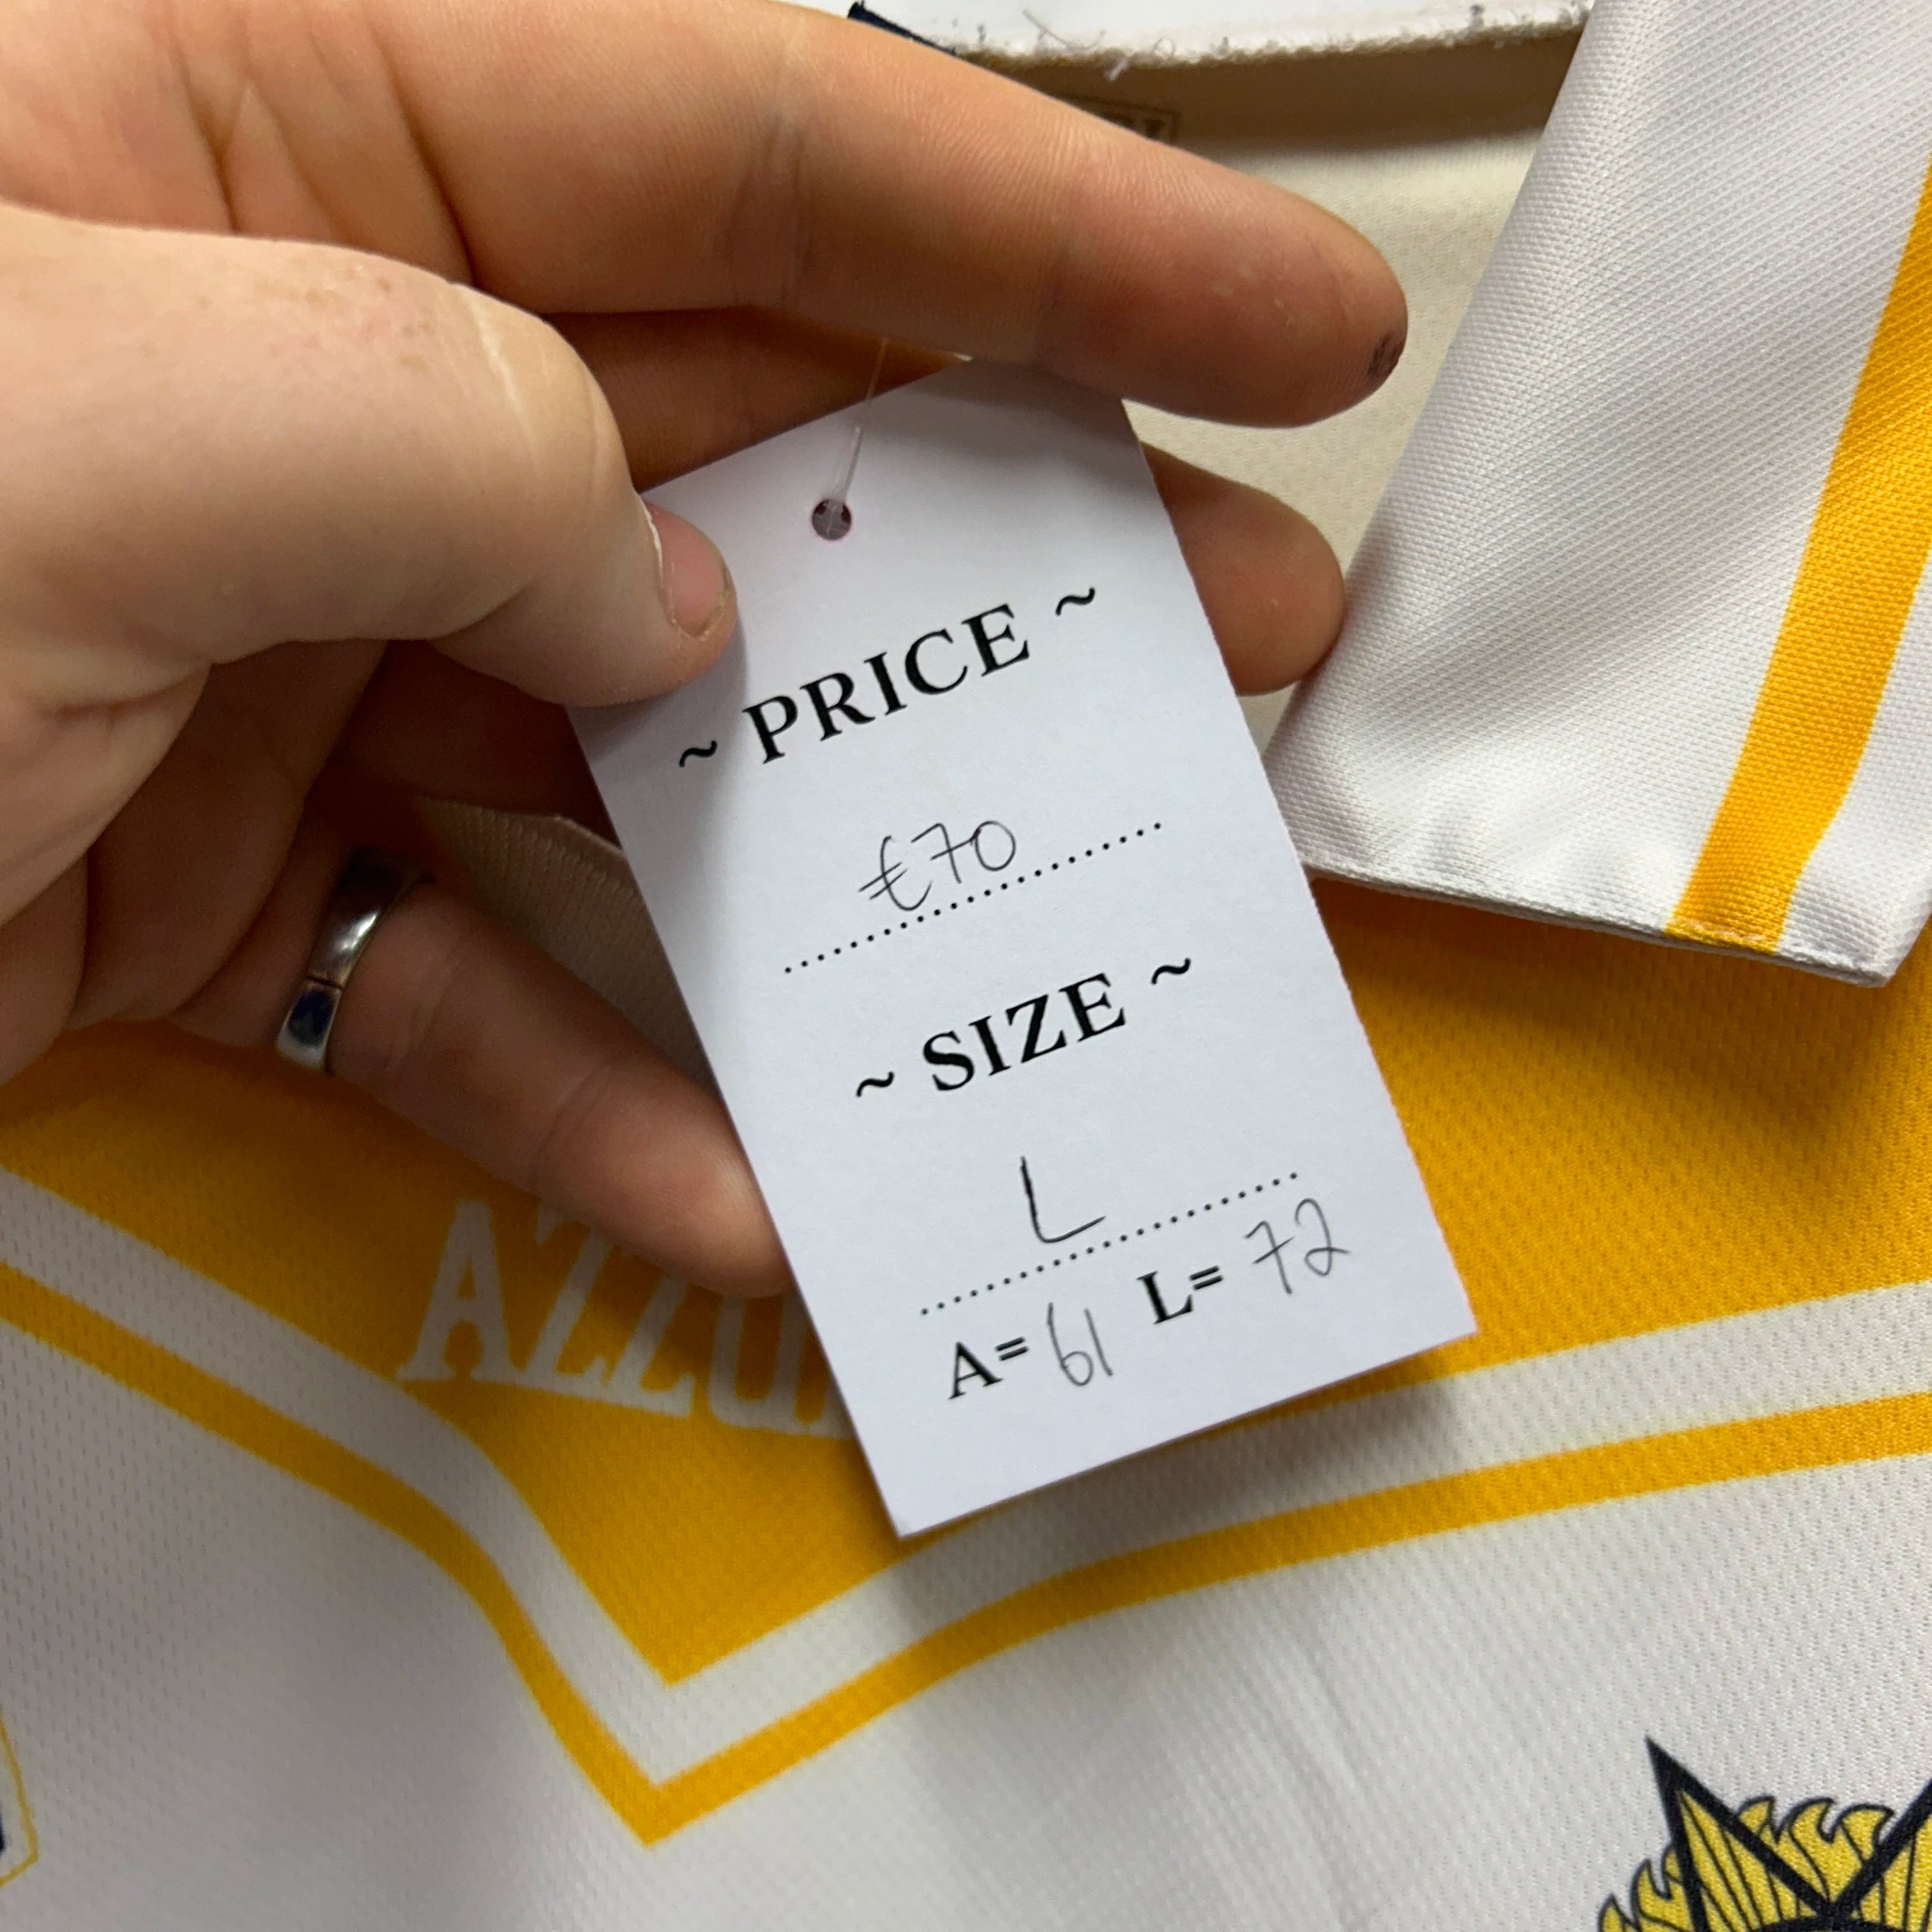 ~ PRICE ~
€70
~ SIZE ~
L
A= 61 L= 72